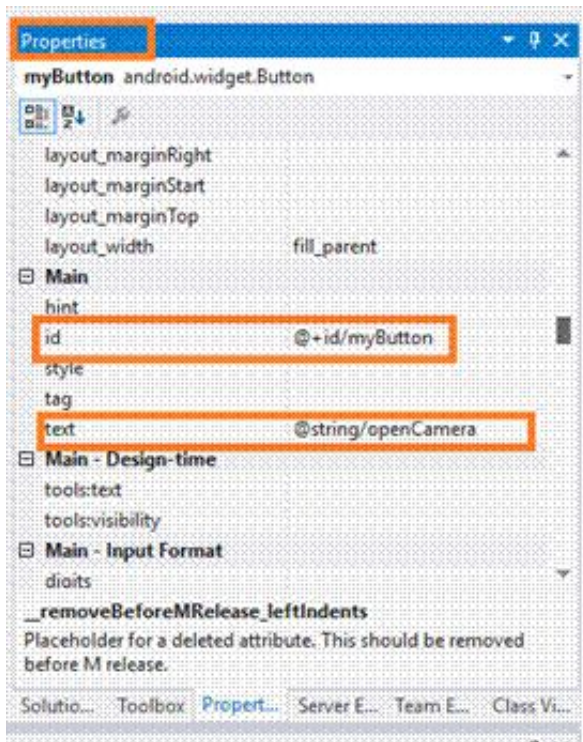 Properties
myButton android.widget.Button
layout_marginRight
layout_marginStart
layout_marginTop
layout_width fill_parent
Main
hint
id @+id/myButton
style
tag
text @string/openCamera
Main - Design-time
tools:text
tools:visibility
Main - Input Format
digits
__removeBeforeMRelease_leftIndents
Placeholder for a deleted attribute. This should be removed
before M release.
Solutio... Toolbox Propert... Server E... Team E... Class Vi...